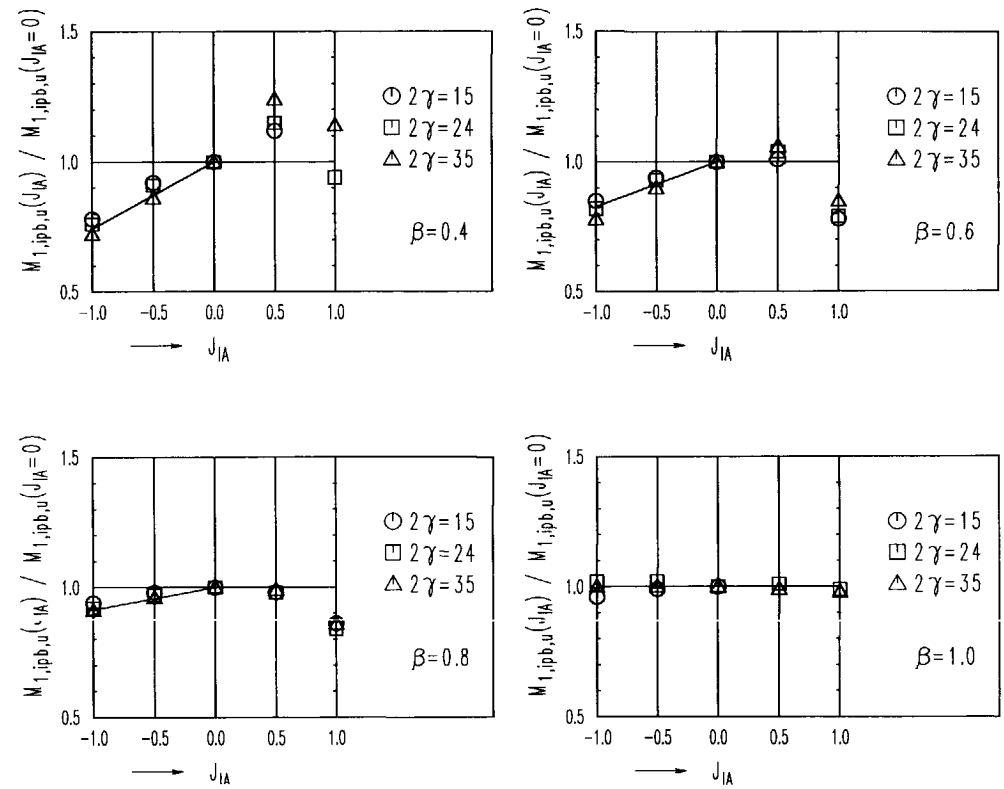 M1,ipb,u(JIA) / M1,ipb,u(JIA=0)
1.5
1.0
0.5
-1.0 -0.5 0.0 0.5 1.0
JIA
2γ=15
2γ=24
2γ=35
β=0.4
M1,ipb,u(JIA) / M1,ipb,u(JIA=0)
1.5
1.0
0.5
-1.0 -0.5 0.0 0.5 1.0
JIA
2γ=15
2γ=24
2γ=35
β=0.6
M1,ipb,u(ιIA) / M1,ipb,u(JIA=0)
1.5
1.0
0.5
-1.0 -0.5 0.0 0.5 1.0
JIA
2γ=15
2γ=24
2γ=35
β=0.8
M1,ipb,u(JIA) / M1,ipb,u(JIA=0)
1.5
1.0
0.5
-1.0 -0.5 0.0 0.5 1.0
JIA
2γ=15
2γ=24
2γ=35
β=1.0